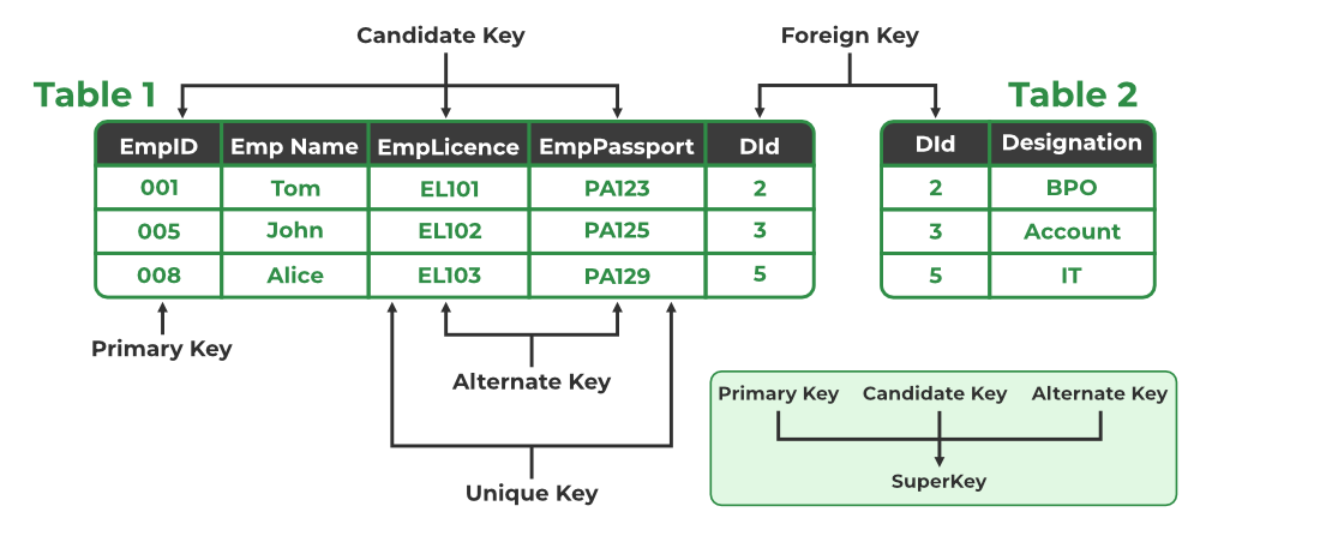 Candidate Key
Foreign Key
Table 1
Table 2
EmpID Emp Name EmpLicence EmpPassport DId
001 Tom EL101 PA123 2
005 John EL102 PA125 3
008 Alice EL103 PA129 5
DId Designation
2 BPO
3 Account
5 IT
Primary Key
Alternate Key
Unique Key
Primary Key Candidate Key Alternate Key
SuperKey